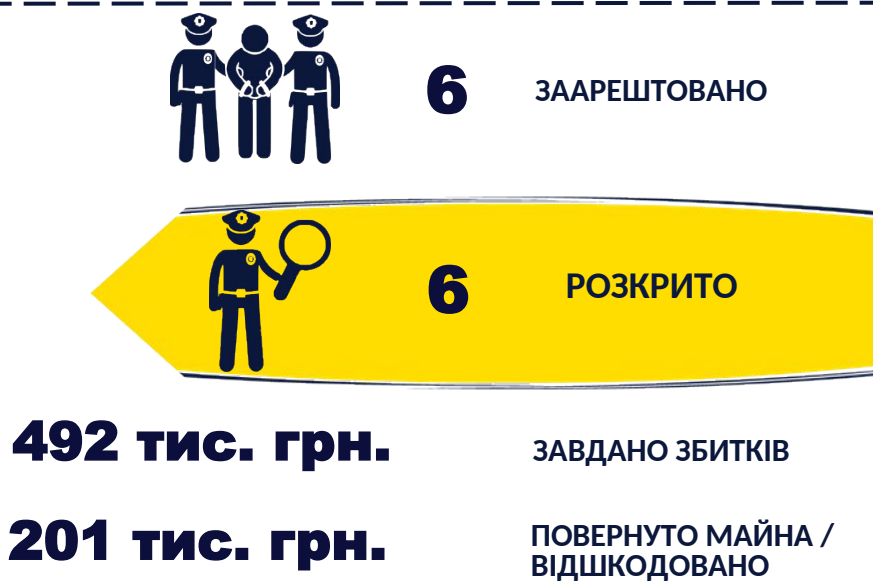 6 ЗААРЕШТОВАНО
6 РОЗКРИТО
492 тис. грн. ЗАВДАНО ЗБИТКІВ
201 тис. грн. ПОВЕРНУТО МАЙНА /
ВІДШКОДОВАНО